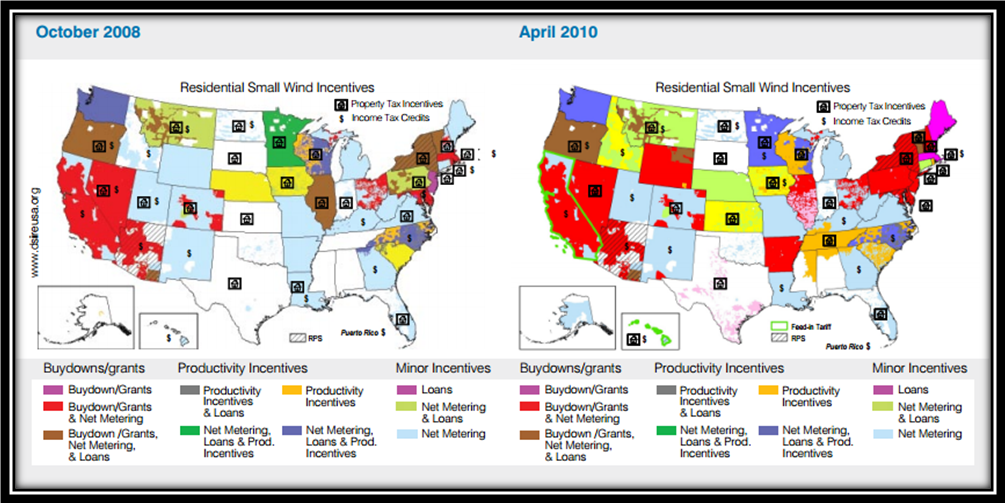 October 2008
April 2010
Residential Small Wind Incentives
Property Tax Incentives
$ Income Tax Credits
www.dsireusa.org
Puerto Rico $
RPS
Residential Small Wind Incentives
Property Tax Incentives
$ Income Tax Credits
Feed-in Tariff
RPS
Puerto Rico $
Buydowns/grants
Productivity Incentives
Minor Incentives
Buydown/Grants
Buydown/Grants
& Net Metering
Buydown /Grants,
Net Metering,
& Loans
Productivity
Incentives
& Loans
Net Metering,
Loans & Prod.
Incentives
Productivity
Incentives
Net Metering,
Loans & Prod.
Incentives
Loans
Net Metering
& Loans
Net Metering
Buydowns/grants
Productivity Incentives
Minor Incentives
Buydown/Grants
Buydown/Grants
& Net Metering
Buydown /Grants,
Net Metering,
& Loans
Productivity
Incentives
& Loans
Net Metering,
Loans & Prod.
Incentives
Productivity
Incentives
Net Metering,
Loans & Prod.
Incentives
Loans
Net Metering
& Loans
Net Metering